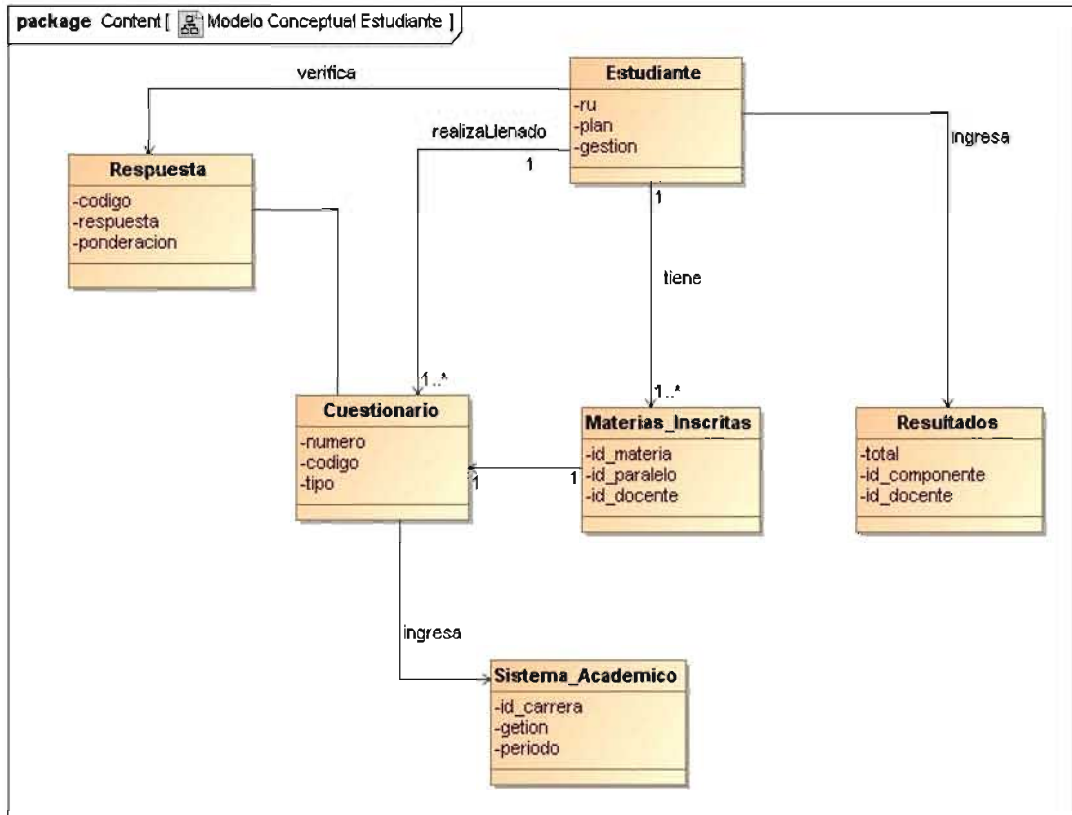 package Content [ Modelo Conceptual Estudiante ]
verifica
Estudiante
-ru
-plan
-gestion
realizaLlenado
1
ingresa
Respuesta
-codigo
-respuesta
-ponderacion
1
tiene
1..*
1..*
Cuestionario
-numero
-codigo
-tipo
Materias_Inscritas
-id_materia
-id_paralelo
-id_docente
Resultados
-total
-id_componente
-id_docente
1
1
ingresa
Sistema_Academico
-id_carrera
-getion
-periodo